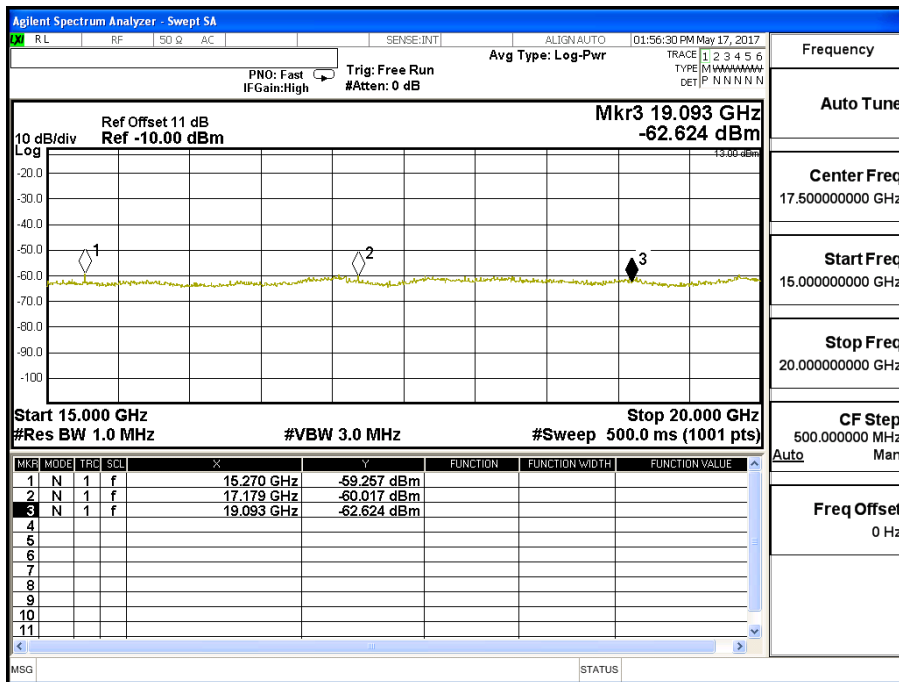 Agilent Spectrum Analyzer - Swept SA
LXI RL RF 50 Ω AC SENSE:INT ALIGN AUTO 01:56:30 PM May 17, 2017
Avg Type: Log-Pwr
TRACE 1 2 3 4 5 6
TYPE M W W W W W
DET P N N N N N
PNO: Fast
IFGain:High
Trig: Free Run
#Atten: 0 dB
Frequency
Auto Tune
Mkr3 19.093 GHz
-62.624 dBm
Ref Offset 11 dB
10 dB/div Ref -10.00 dBm
Log
-13.00 dBm
-20.0
-30.0
-40.0
-50.0
-60.0
-70.0
-80.0
-90.0
-100
1
2
3
Start 15.000 GHz Stop 20.000 GHz
#Res BW 1.0 MHz #VBW 3.0 MHz #Sweep 500.0 ms (1001 pts)
MKR MODE TRC SCL X Y FUNCTION FUNCTION WIDTH FUNCTION VALUE
1 N 1 f 15.270 GHz -59.257 dBm
2 N 1 f 17.179 GHz -60.017 dBm
3 N 1 f 19.093 GHz -62.624 dBm
4
5
6
7
8
9
10
11
Center Freq
17.500000000 GHz
Start Freq
15.000000000 GHz
Stop Freq
20.000000000 GHz
CF Step
500.000000 MHz
Auto Man
Freq Offset
0 Hz
MSG STATUS